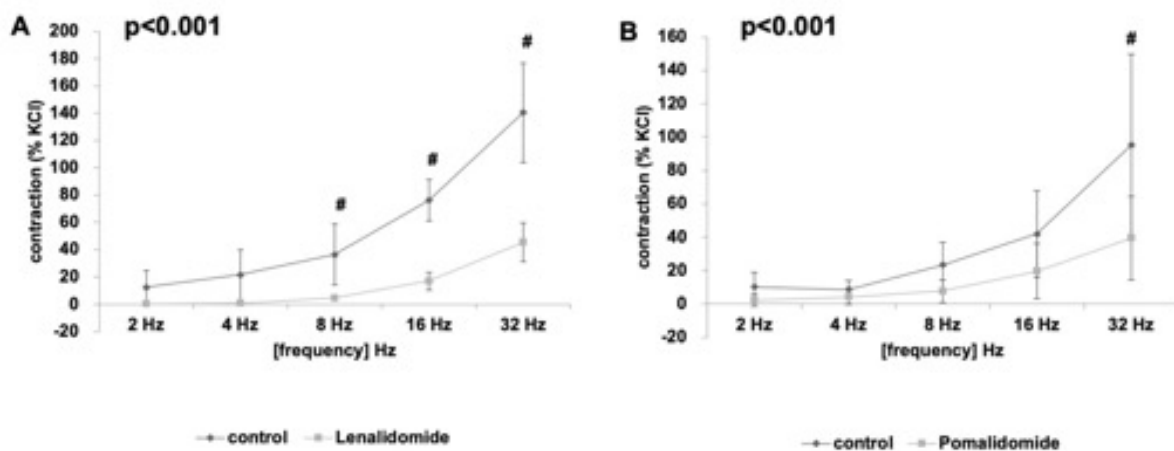 A p<0.001
200
180
160
140
120
100
80
60
40
20
0
-20
contraction (% KCl)
#
#
#
2 Hz 4 Hz 8 Hz 16 Hz 32 Hz
[frequency] Hz
control Lenalidomide
B p<0.001
160
140
120
100
80
60
40
20
0
-20
contraction (% KCl)
#
2 Hz 4 Hz 8 Hz 16 Hz 32 Hz
[frequency] Hz
control Pomalidomide